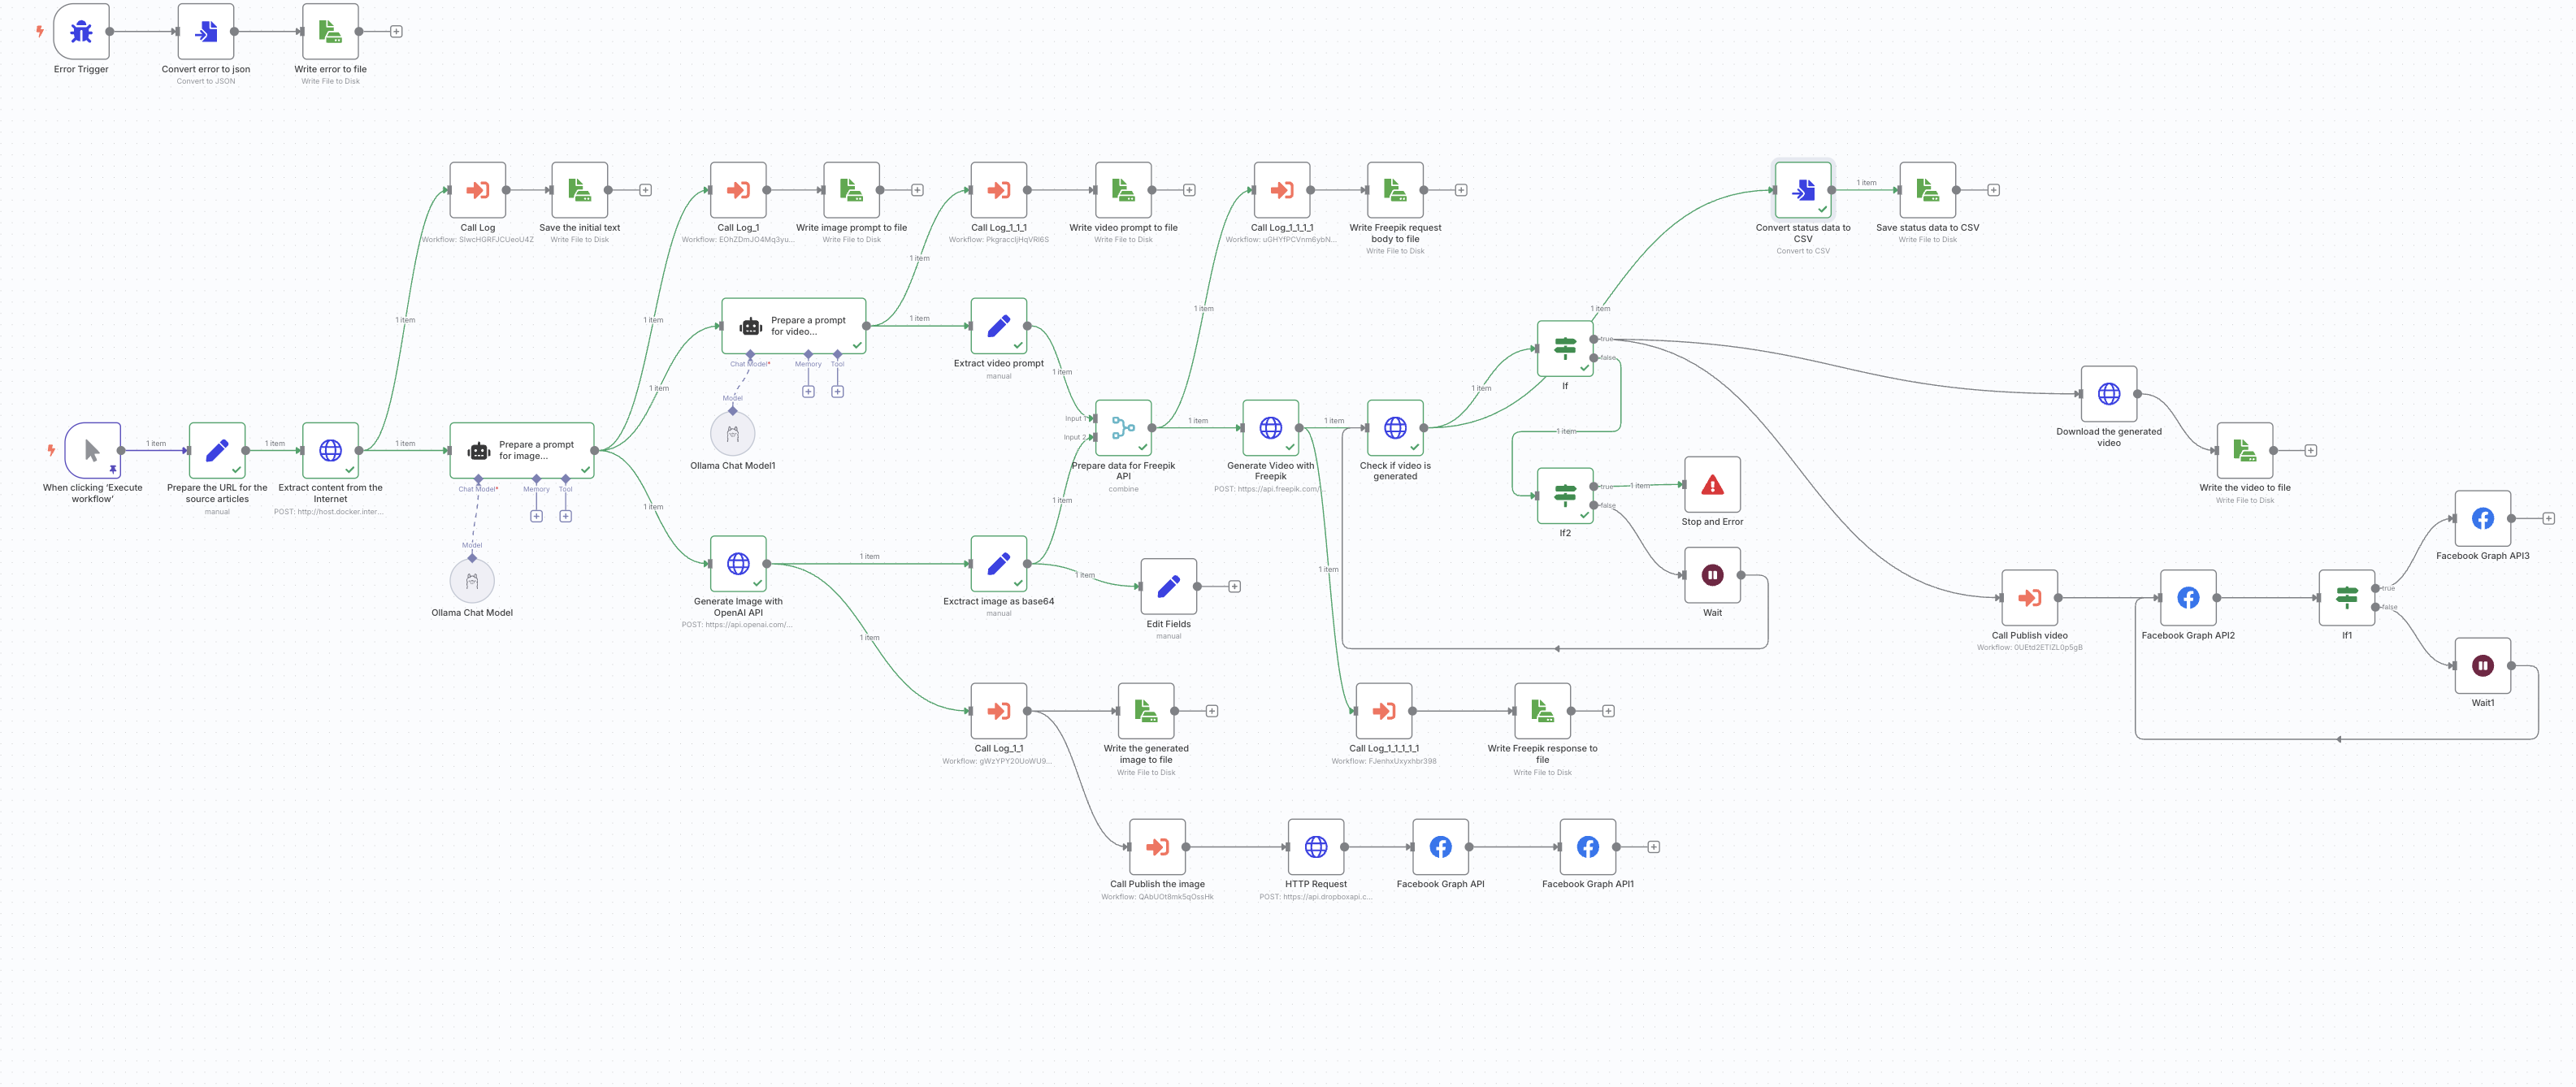 Error Trigger
Convert error to json
Convert to JSON
Write error to file
Write File to Disk
Call Log
Workflow: SIwcHGRFJCUeoU4Z
Save the initial text
Write File to Disk
Call Log_1
Workflow: EOhZDmJO4Mq3yu...
Write image prompt to file
Write File to Disk
Call Log_1_1_1
Workflow: PkgraccIjHqVRI6S
Write video prompt to file
Write File to Disk
Call Log_1_1_1_1
Workflow: uGHYfPCVnm6ybN...
Write Freepik request
body to file
Write File to Disk
Convert status data to
CSV
Convert to CSV
1 item
Save status data to CSV
Write File to Disk
1 item
1 item
1 item
1 item
1 item
Prepare a prompt
for video...
Chat Model*
Memory
Tool
Model
Ollama Chat Model1
1 item
Extract video prompt
manual
1 item
1 item
true
false
If
1 item
Download the generated
video
Write the video to file
Write File to Disk
When clicking ‘Execute
workflow’
1 item
Prepare the URL for the
source articles
manual
1 item
Extract content from the
Internet
POST: http://host.docker.inter...
1 item
Prepare a prompt
for image...
Chat Model*
Memory
Tool
Model
Ollama Chat Model
1 item
1 item
Input 1
Input 2
Prepare data for Freepik
API
combine
1 item
Generate Video with
Freepik
POST: https://api.freepik.com/...
1 item
Check if video is
generated
1 item
true
false
If2
1 item
Stop and Error
Wait
Generate Image with
OpenAI API
POST: https://api.openai.com/...
1 item
Exctract image as base64
manual
1 item
1 item
Edit Fields
manual
1 item
1 item
Call Publish video
Workflow: 0UEtd2ETIZL0p5gB
Facebook Graph API2
true
false
If1
Facebook Graph API3
Wait1
Call Log_1_1
Workflow: gWzYPY20UoWU9...
Write the generated
image to file
Write File to Disk
Call Log_1_1_1_1_1
Workflow: FJenhxUxyxhbr398
Write Freepik response to
file
Write File to Disk
Call Publish the image
Workflow: QAbUOt8mk5qOssHk
HTTP Request
POST: https://api.dropboxapi.c...
Facebook Graph API
Facebook Graph API1